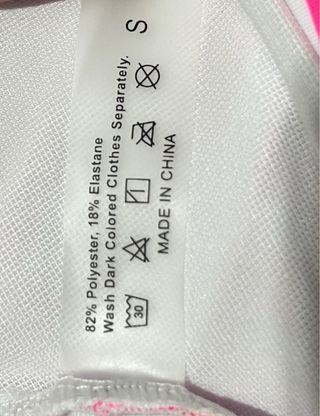 82% Polyester, 18% Elastane
Wash Dark Colored Clothes Separately.
30
S
MADE IN CHINA